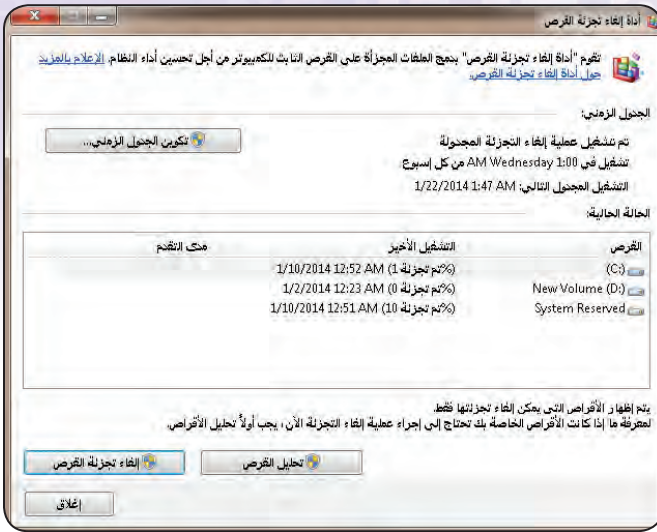 أداة إلغاء تجزئة القرص
تقوم "أداة إلغاء تجزئة القرص" بدمج الملفات المجزأة على القرص الثابت للكمبيوتر من أجل تحسين أداء النظام. الإعلام بالمزيد
حول أداة إلغاء تجزئة القرص.
الجدول الزمني:
تم تشغيل عملية إلغاء التجزئة المجدولة
تكوين الجدول الزمني...
تشغيل في 1:00 AM Wednesday من كل إسبوع
التشغيل المجدول التالي: 1/22/2014 1:47 AM
الحالة الحالية:
القرص التشغيل الأخير مدى التقدم
(C:) 1/10/2014 12:52 AM (1 تم تجزئة%)
New Volume (D:) 1/2/2014 12:23 AM (0 تم تجزئة%)
System Reserved 1/10/2014 12:51 AM (10 تم تجزئة%)
يتم إظهار الأقراص التي يمكن إلغاء تجزئتها فقط.
لمعرفة ما إذا كانت الأقراص الخاصة بك تحتاج إلى إجراء عملية إلغاء التجزئة الآن، يجب أولاً تحليل الأقراص.
تحليل القرص
إلغاء تجزئة القرص
إغلاق